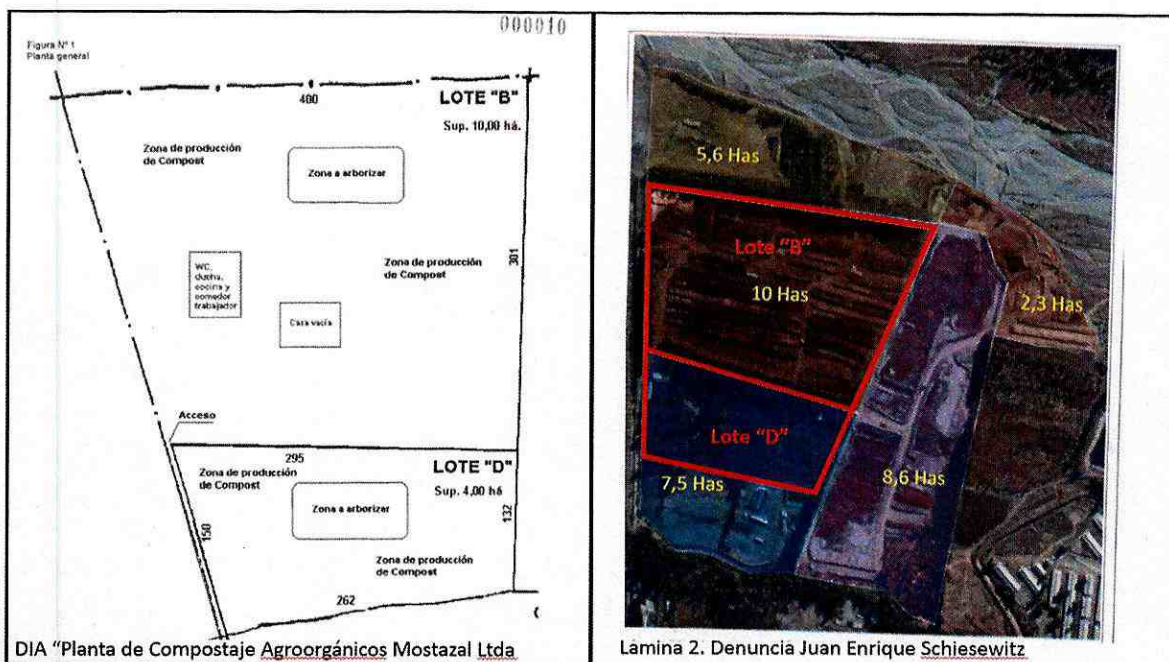 000010
Figura Nº 1
Planta general
400
LOTE "B"
Sup. 10,00 há.
Zona de producción
de Compost
Zona a arborizar
301
Zona de producción
de Compost
WC,
ducha,
cocina y
comedor
trabajador
Casa vacía
Acceso
295
LOTE "D"
Sup. 4,00 há
Zona de producción
de Compost
Zona a arborizar
150
132
Zona de producción
de Compost
262
DIA "Planta de Compostaje Agroorgánicos Mostazal Ltda
5,6 Has
Lote "B"
10 Has
2,3 Has
Lote "D"
8,6 Has
7,5 Has
Lamina 2. Denuncia Juan Enrique Schiesewitz